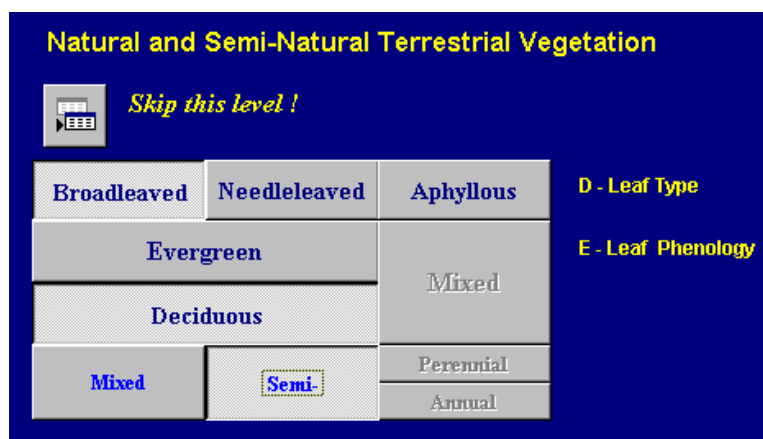 Natural and Semi-Natural Terrestrial Vegetation
Skip this level !
Broadleaved Needleleaved Aphyllous D - Leaf Type
Evergreen E - Leaf Phenology
Mixed
Deciduous
Mixed Semi- Perennial
Annual